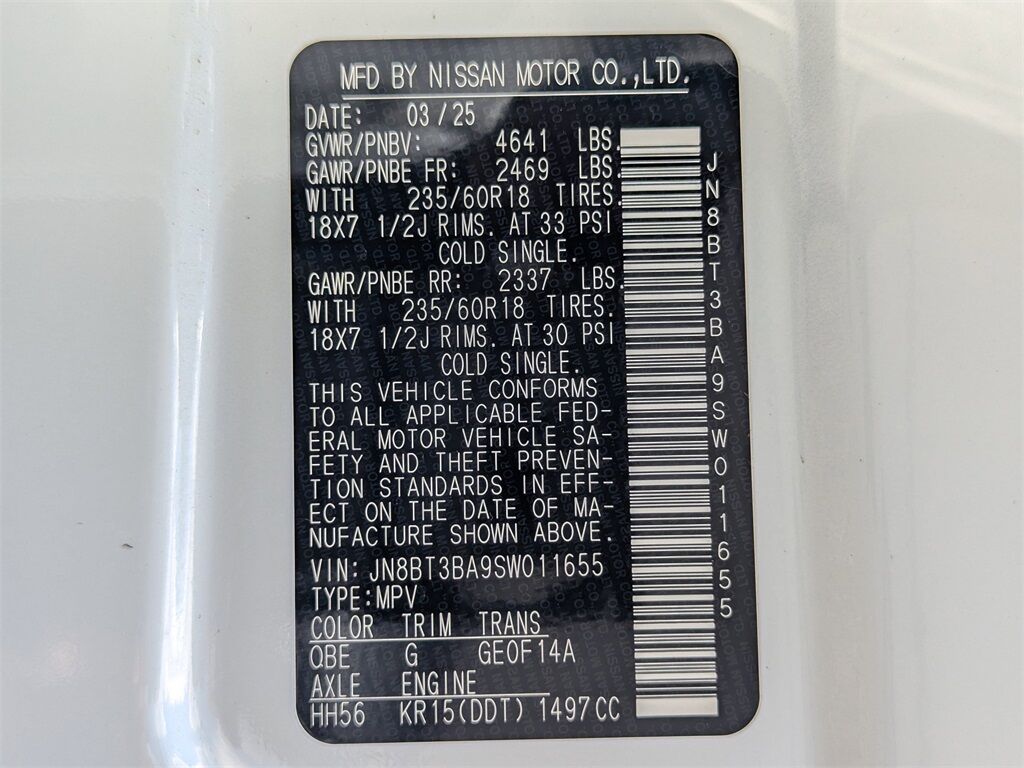 MFD BY NISSAN MOTOR CO.,LTD.
DATE: 03/25
GVWR/PNBV: 4641 LBS.
GAWR/PNBE FR: 2469 LBS.
WITH 235/60R18 TIRES.
18X7 1/2J RIMS. AT 33 PSI
COLD SINGLE.
GAWR/PNBE RR: 2337 LBS.
WITH 235/60R18 TIRES.
18X7 1/2J RIMS. AT 30 PSI
COLD SINGLE.
THIS VEHICLE CONFORMS
TO ALL APPLICABLE FED-
ERAL MOTOR VEHICLE SA-
FETY AND THEFT PREVEN-
TION STANDARDS IN EFF-
ECT ON THE DATE OF MA-
NUFACTURE SHOWN ABOVE.
VIN: JN8BT3BA9SW011655
TYPE:MPV
COLOR TRIM TRANS
QBE G GE0F14A
AXLE ENGINE
HH56 KR15(DDT) 1497CC
JN8BT3BA9SW011655